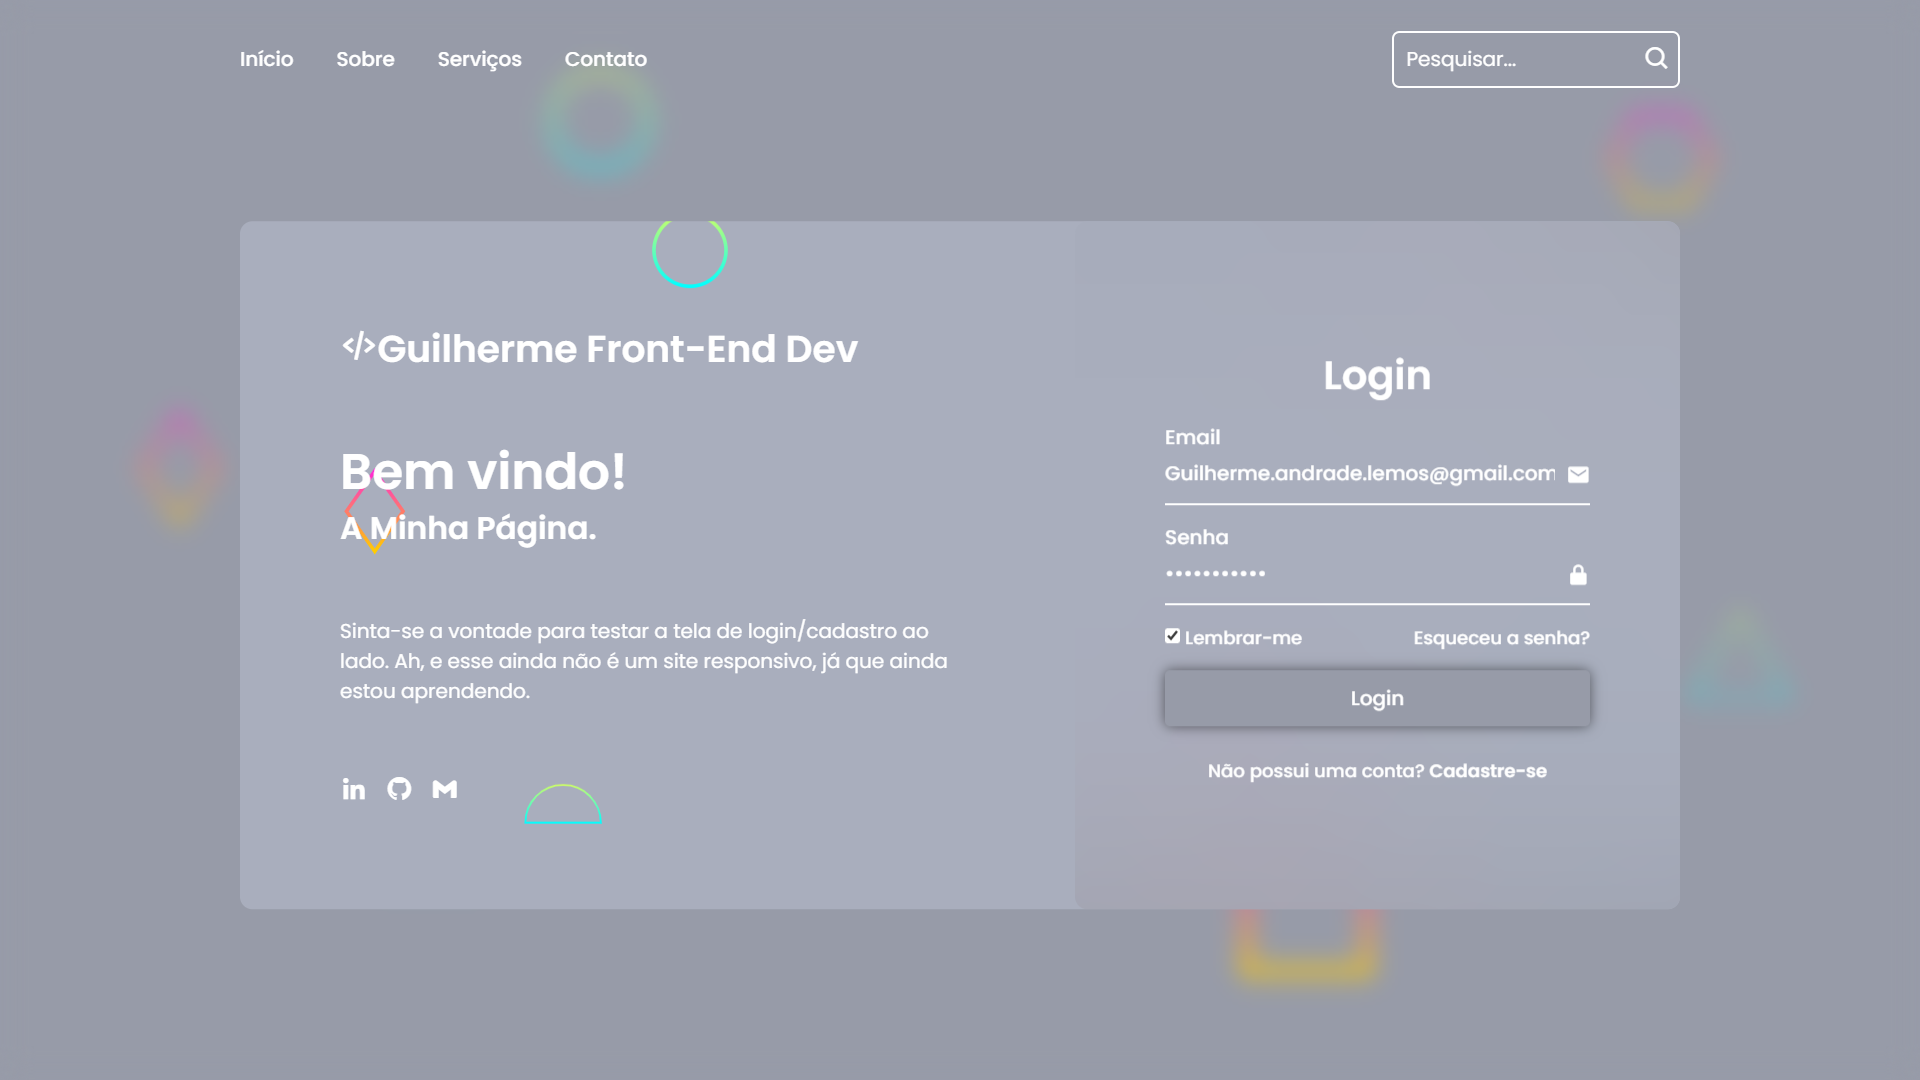 Início Sobre Serviços Contato Pesquisar...
</>Guilherme Front-End Dev
Bem vindo!
A Minha Página.
Sinta-se a vontade para testar a tela de login/cadastro ao
lado. Ah, e esse ainda não é um site responsivo, já que ainda
estou aprendendo.
Login
Email
Guilherme.andrade.lemos@gmail.com
Senha
•••••••••••
Lembrar-me Esqueceu a senha?
Login
Não possui uma conta? Cadastre-se